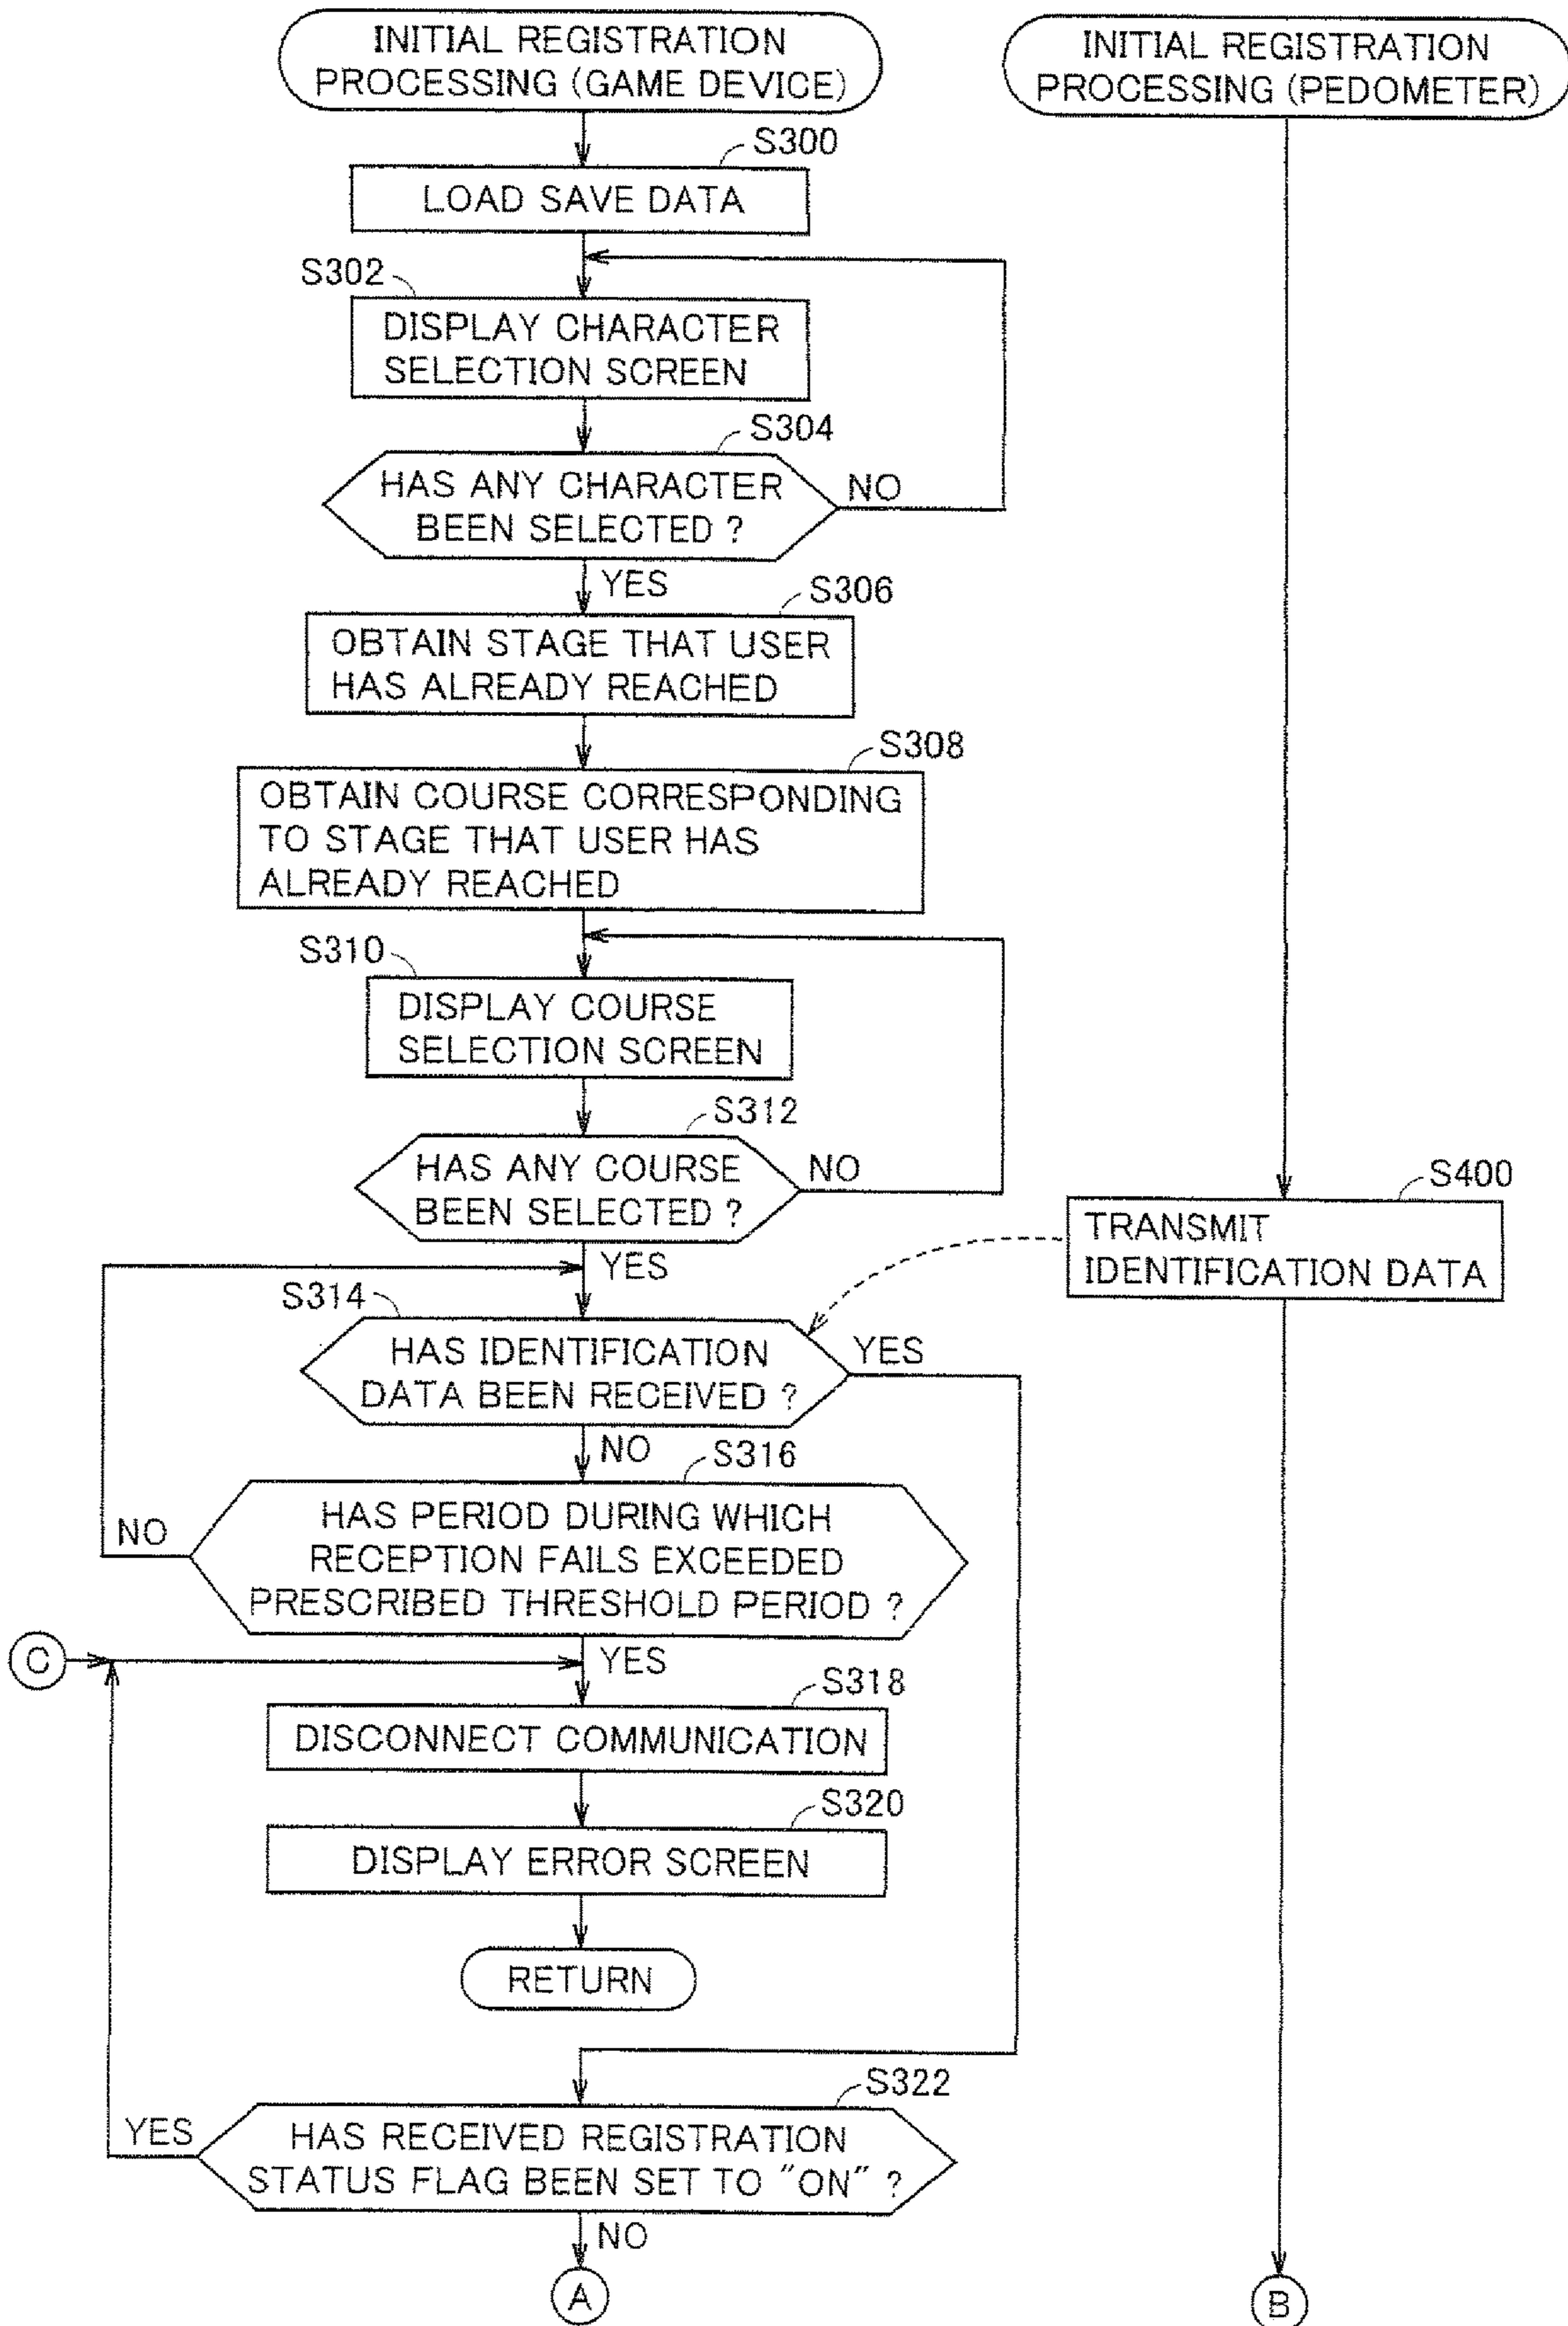 INITIAL REGISTRATION
PROCESSING (GAME DEVICE)
INITIAL REGISTRATION
PROCESSING (PEDOMETER)
S300
LOAD SAVE DATA
S302
DISPLAY CHARACTER
SELECTION SCREEN
S304
HAS ANY CHARACTER
BEEN SELECTED ?
NO
YES
S306
OBTAIN STAGE THAT USER
HAS ALREADY REACHED
S308
OBTAIN COURSE CORRESPONDING
TO STAGE THAT USER HAS
ALREADY REACHED
S310
DISPLAY COURSE
SELECTION SCREEN
S312
HAS ANY COURSE
BEEN SELECTED ?
NO
YES
S400
TRANSMIT
IDENTIFICATION DATA
S314
HAS IDENTIFICATION
DATA BEEN RECEIVED ?
YES
NO
S316
HAS PERIOD DURING WHICH
RECEPTION FAILS EXCEEDED
PRESCRIBED THRESHOLD PERIOD ?
NO
YES
C
S318
DISCONNECT COMMUNICATION
S320
DISPLAY ERROR SCREEN
RETURN
S322
HAS RECEIVED REGISTRATION
STATUS FLAG BEEN SET TO "ON" ?
YES
NO
A
B